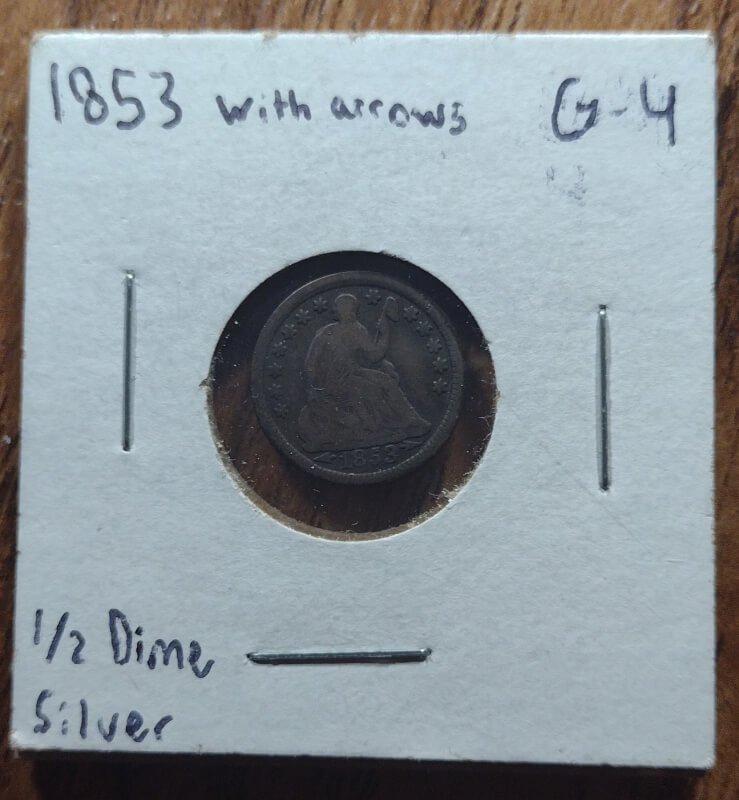 1853 with arrows G-4
1853
1/2 Dime
Silver